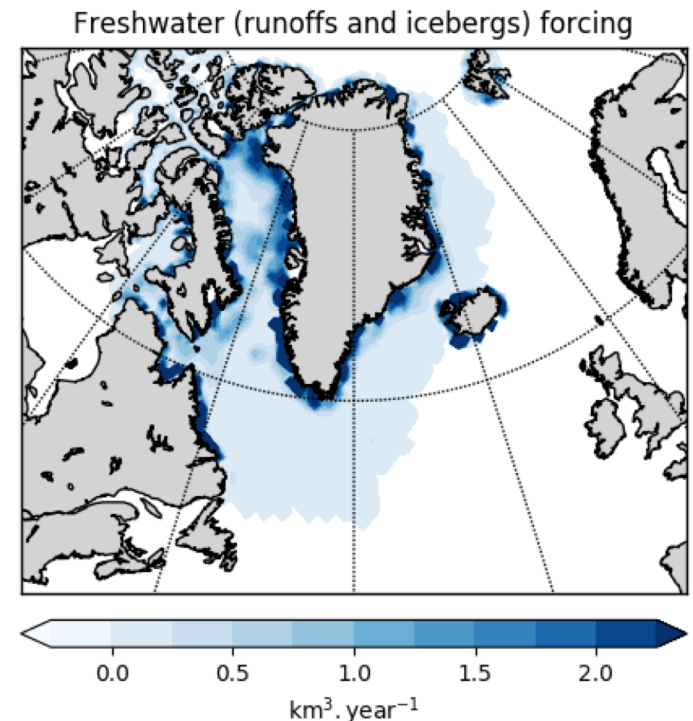 Freshwater (runoffs and icebergs) forcing
0.0 0.5 1.0 1.5 2.0
km³. year⁻¹